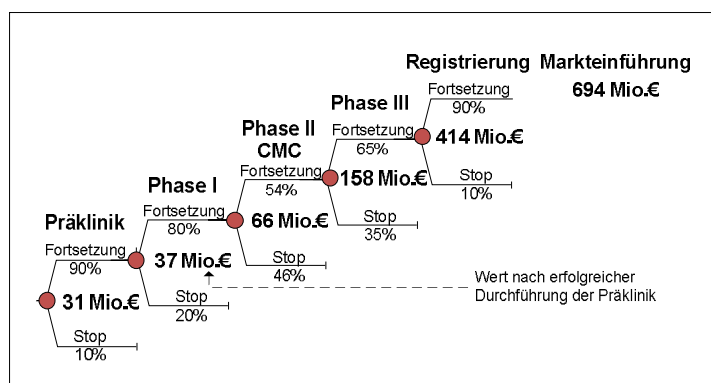 Registrierung Markteinführung
694 Mio.€
Fortsetzung
90%
Phase III
414 Mio.€
Fortsetzung
65%
Stop
10%
Phase II
CMC
158 Mio.€
Fortsetzung
54%
Stop
35%
Phase I
66 Mio.€
Fortsetzung
80%
Stop
46%
Präklinik
37 Mio.€
Fortsetzung
90%
Stop
20%
Wert nach erfolgreicher
Durchführung der Präklinik
31 Mio.€
Stop
10%